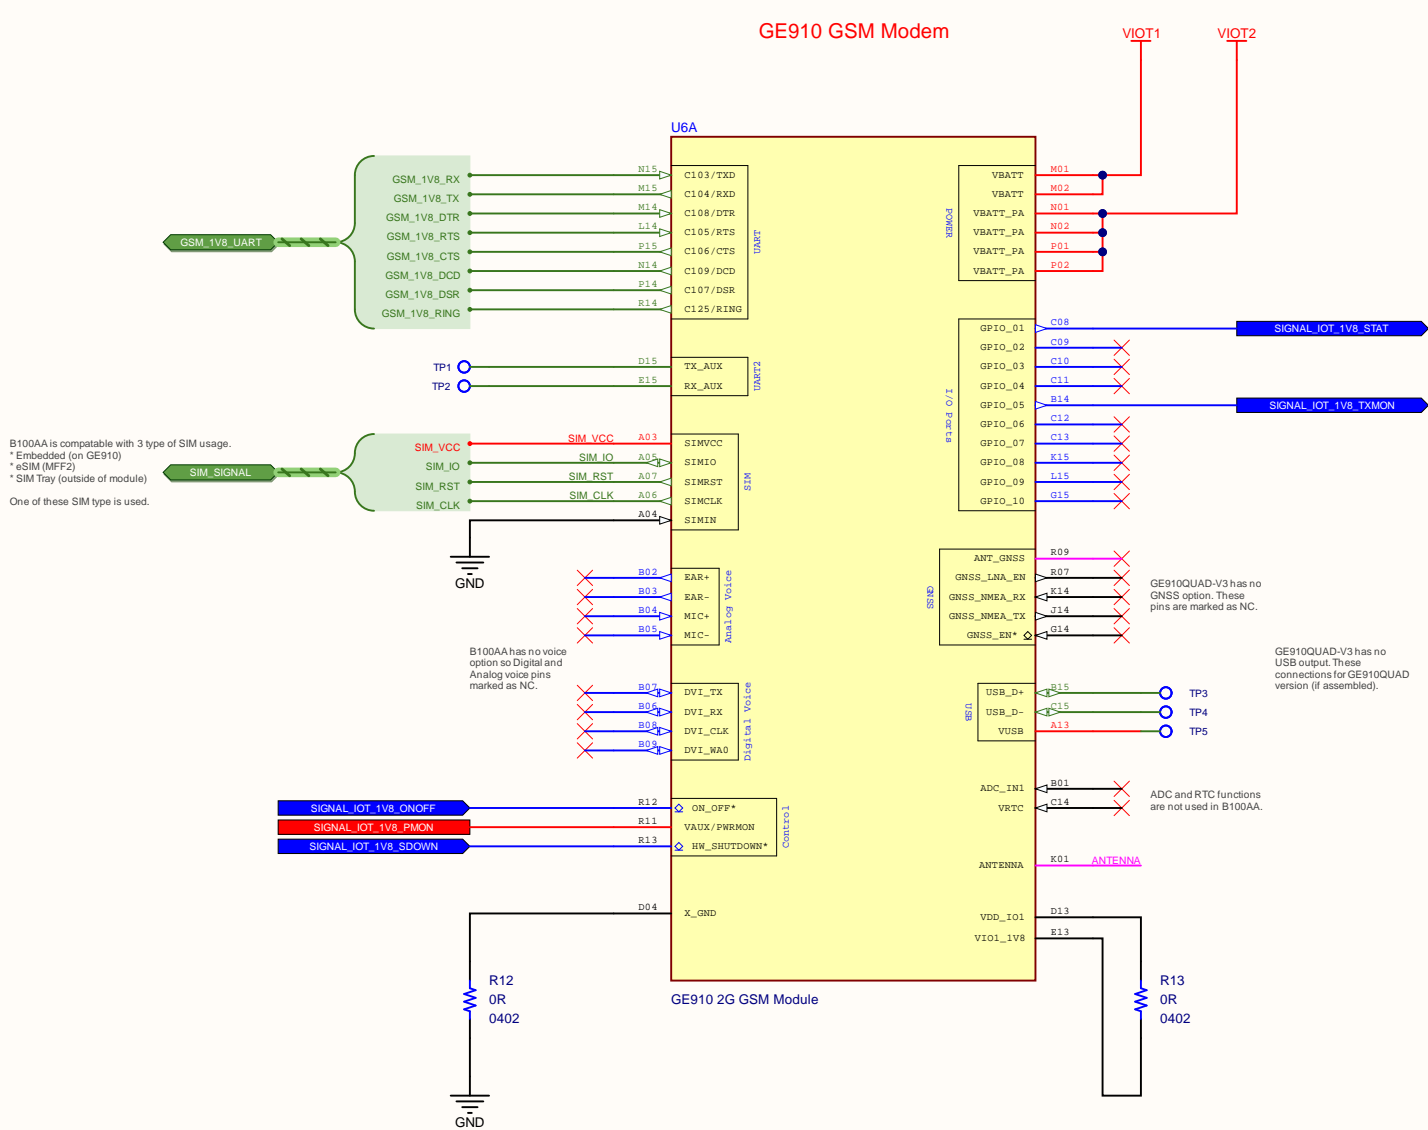 GE910 GSM Modem
VIOT1
VIOT2
U6A
GSM_1V8_UART
GSM_1V8_RX
GSM_1V8_TX
GSM_1V8_DTR
GSM_1V8_RTS
GSM_1V8_CTS
GSM_1V8_DCD
GSM_1V8_DSR
GSM_1V8_RING
N15 C103/TXD
M15 C104/RXD
M14 C108/DTR
L14 C105/RTS
P15 C106/CTS
N14 C109/DCD
P14 C107/DSR
R14 C125/RING
UART
VBATT M01
VBATT M02
VBATT_PA N01
VBATT_PA N02
VBATT_PA P01
VBATT_PA P02
POWER
TP1 D15 TX_AUX
TP2 E15 RX_AUX
UART2
GPIO_01 C08 SIGNAL_IOT_1V8_STAT
GPIO_02 C09
GPIO_03 C10
GPIO_04 C11
GPIO_05 B14 SIGNAL_IOT_1V8_TXMON
GPIO_06 C12
GPIO_07 C13
GPIO_08 K15
GPIO_09 L15
GPIO_10 G15
I/O Ports
B100AA is compatable with 3 type of SIM usage.
* Embedded (on GE910)
* eSIM (MFF2)
* SIM Tray (outside of module)
One of these SIM type is used.
SIM_SIGNAL
SIM_VCC
SIM_IO
SIM_RST
SIM_CLK
SIM_VCC A03 SIMVCC
SIM_IO A05 SIMIO
SIM_RST A07 SIMRST
SIM_CLK A06 SIMCLK
A04 SIMIN
SIM
GND
B02 EAR+
B03 EAR-
B04 MIC+
B05 MIC-
Analog Voice
B100AA has no voice
option so Digital and
Analog voice pins
marked as NC.
B07 DVI_TX
B06 DVI_RX
B08 DVI_CLK
B09 DVI_WA0
Digital Voice
ANT_GNSS R09
GNSS_LNA_EN R07
GNSS_NMEA_RX K14
GNSS_NMEA_TX J14
GNSS_EN* G14
GNSS
GE910QUAD-V3 has no
GNSS option. These
pins are marked as NC.
GE910QUAD-V3 has no
USB output. These
connections for GE910QUAD
version (if assembled).
USB_D+ B15 TP3
USB_D- C15 TP4
VUSB A13 TP5
USB
ADC_IN1 B01
VRTC C14
ADC and RTC functions
are not used in B100AA.
SIGNAL_IOT_1V8_ONOFF R12 ON_OFF*
SIGNAL_IOT_1V8_PMON R11 VAUX/PWRMON
SIGNAL_IOT_1V8_SDOWN R13 HW_SHUTDOWN*
Control
ANTENNA K01 ANTENNA
D04 X_GND
VDD_IO1 D13
VIO1_1V8 E13
R12
0R
0402
GND
GE910 2G GSM Module
R13
0R
0402